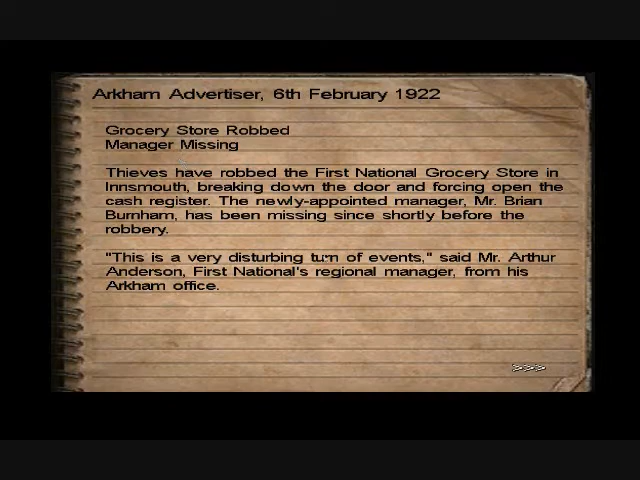 Arkham Advertiser, 6th February 1922
Grocery Store Robbed
Manager Missing
Thieves have robbed the First National Grocery Store in
Innsmouth, breaking down the door and forcing open the
cash register. The newly-appointed manager, Mr. Brian
Burnham, has been missing since shortly before the
robbery.
"This is a very disturbing turn of events," said Mr. Arthur
Anderson, First National's regional manager, from his
Arkham office.
>>>